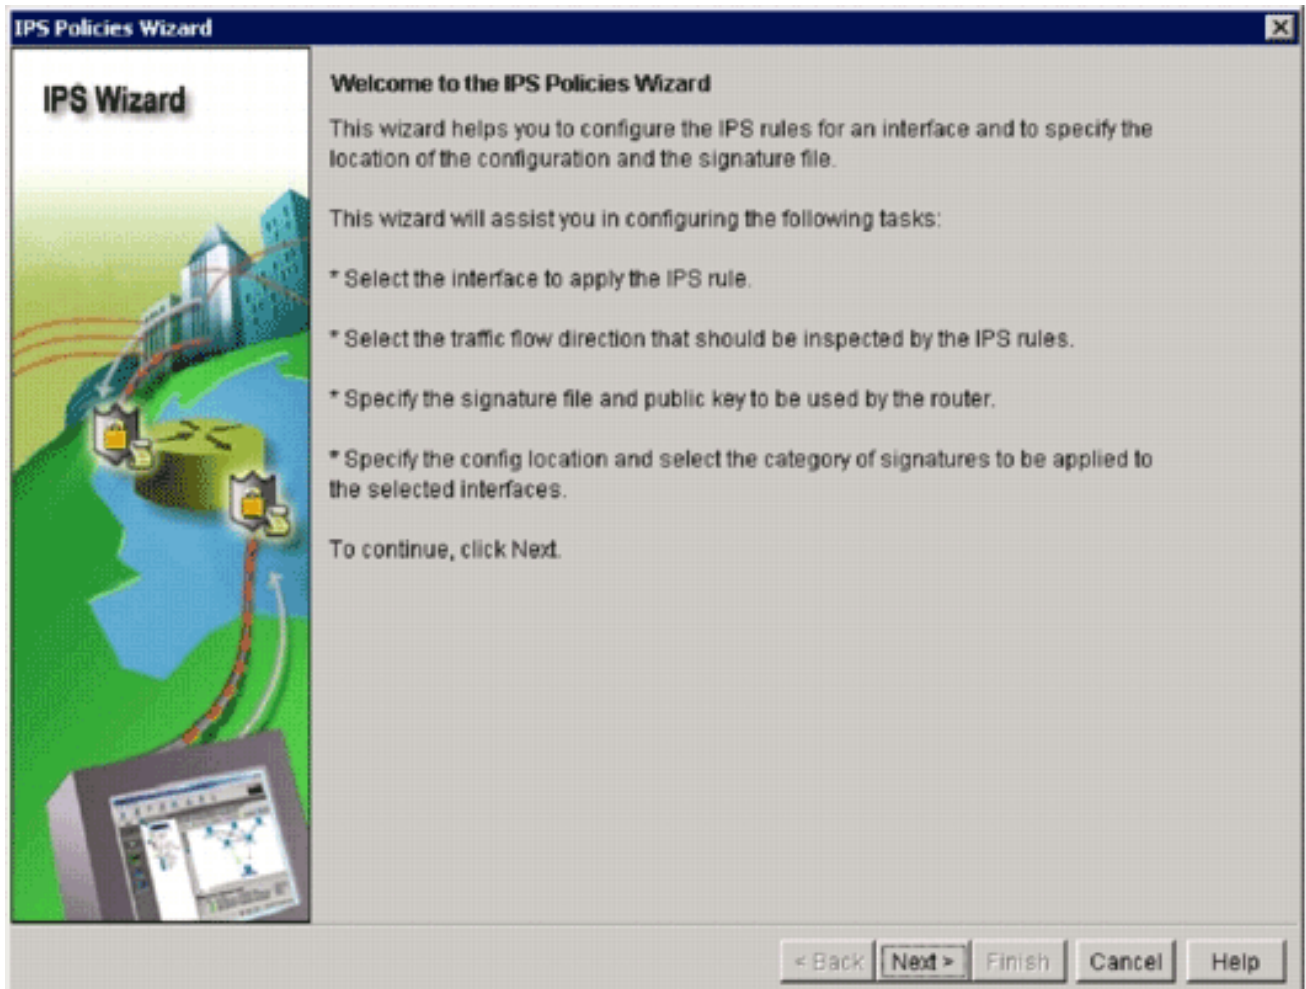 IPS Policies Wizard
IPS Wizard
Welcome to the IPS Policies Wizard
This wizard helps you to configure the IPS rules for an interface and to specify the
location of the configuration and the signature file.
This wizard will assist you in configuring the following tasks:
* Select the interface to apply the IPS rule.
* Select the traffic flow direction that should be inspected by the IPS rules.
* Specify the signature file and public key to be used by the router.
* Specify the config location and select the category of signatures to be applied to
the selected interfaces.
To continue, click Next.
< Back Next > Finish Cancel Help